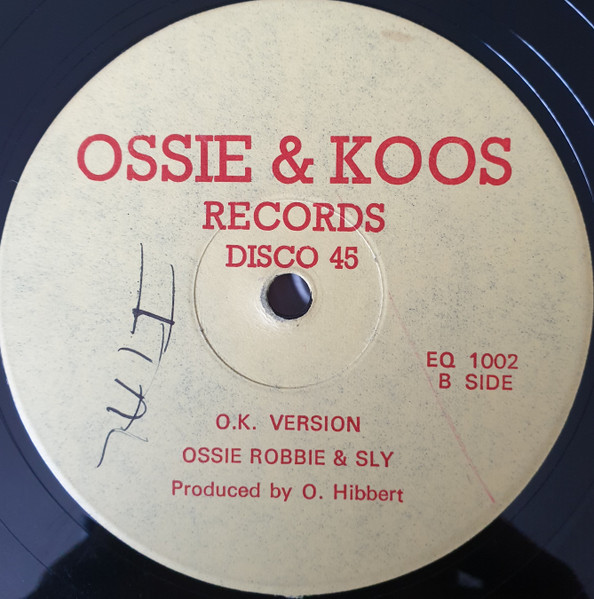 OSSIE & KOOS
RECORDS
DISCO 45
EQ 1002
B SIDE
O.K. VERSION
OSSIE ROBBIE & SLY
Produced by O. Hibbert